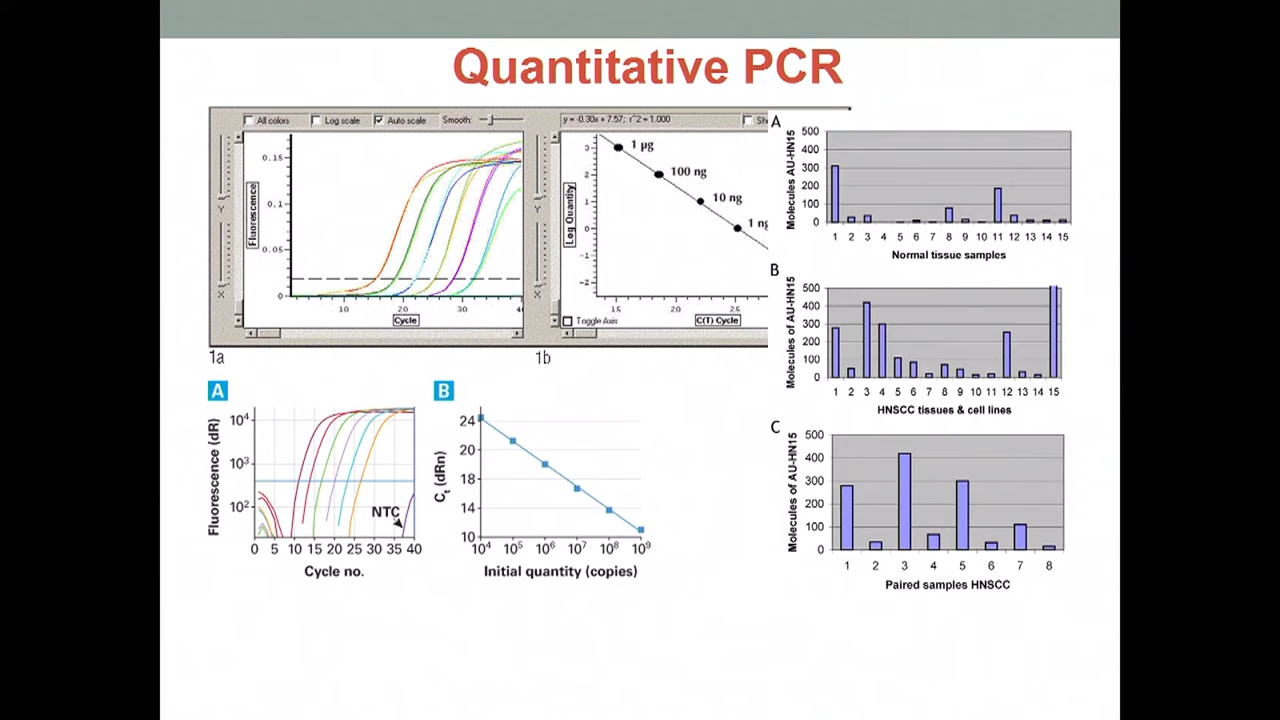 Quantitative PCR
All colors Log scale Auto scale Smooth:
y = -0.30x + 7.57; r^2 = 1.000
0.15
0.1
0.05
0
Fluorescence
Y
X
10 20 30
Cycle
1a
Log Quantity
Y
X
3
2
1
0
-1
-2
1 µg
100 ng
10 ng
1 ng
15 20 25
Toggle Axis C(T) Cycle
1b
A
Molecules AU-HN15
500
400
300
200
100
0
1 2 3 4 5 6 7 8 9 10 11 12 13 14 15
Normal tissue samples
B
Molecules of AU-HN15
500
400
300
200
100
0
1 2 3 4 5 6 7 8 9 10 11 12 13 14 15
HNSCC tissues & cell lines
C
Molecules of AU-HN15
500
400
300
200
100
0
1 2 3 4 5 6 7 8
Paired samples HNSCC
A
Fluorescence (dR)
10⁴
10³
10²
NTC
0 5 10 15 20 25 30 35 40
Cycle no.
B
Cₜ (dRn)
24
20
18
14
10
10⁴ 10⁵ 10⁶ 10⁷ 10⁸ 10⁹
Initial quantity (copies)